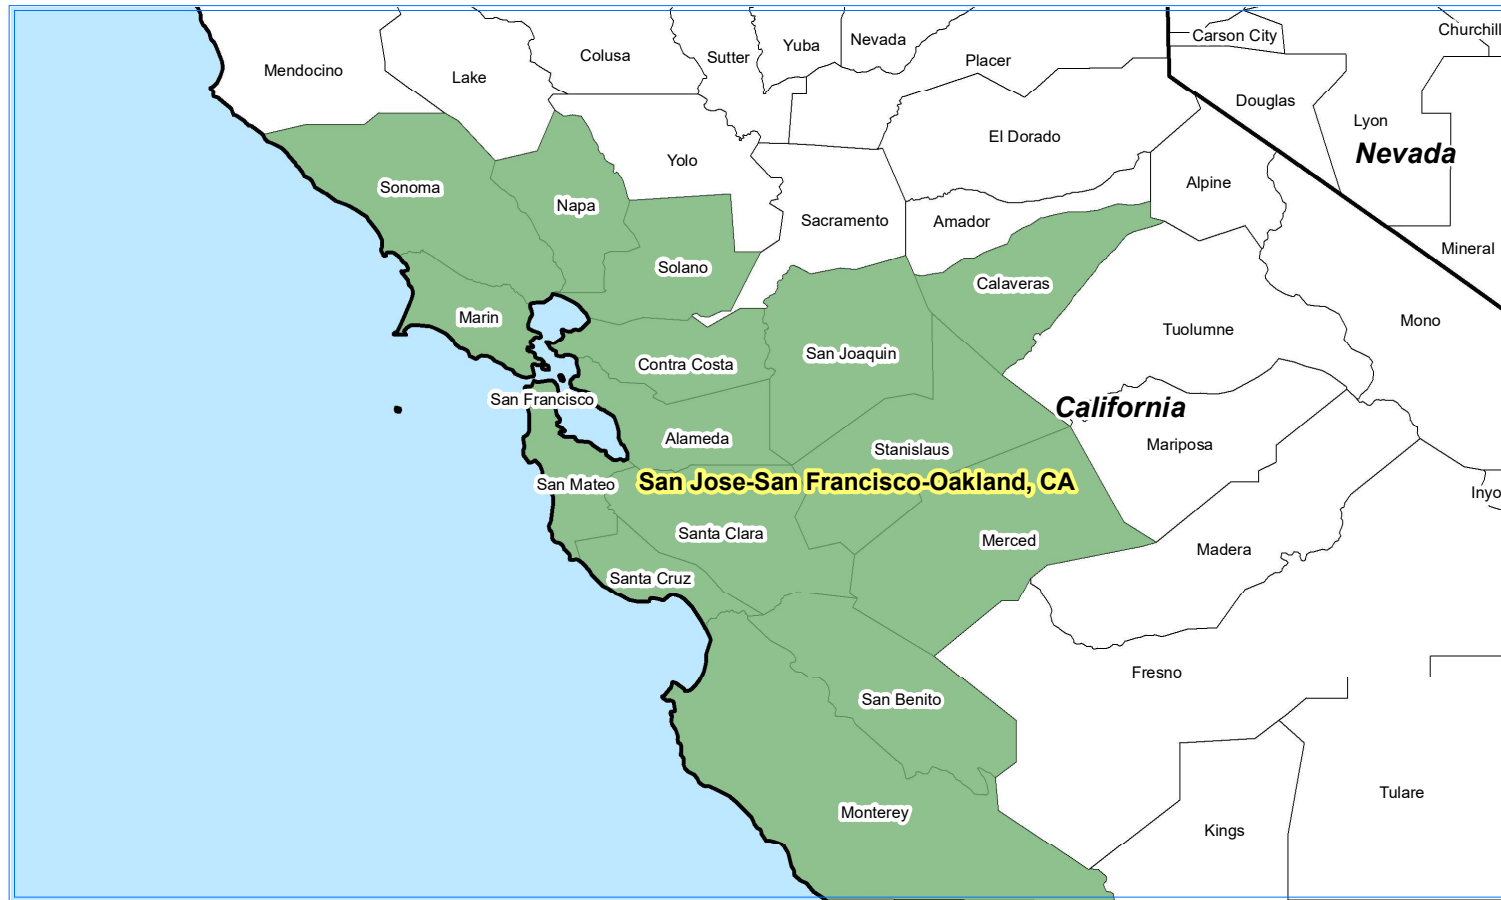 Mendocino
Lake
Colusa
Sutter
Yuba
Nevada
Placer
Carson City
Churchill
Douglas
Lyon
Nevada
El Dorado
Yolo
Sonoma
Napa
Sacramento
Amador
Alpine
Mineral
Solano
Calaveras
Marin
Mono
Tuolumne
Contra Costa
San Joaquin
San Francisco
California
Alameda
Stanislaus
Mariposa
San Mateo
San Jose-San Francisco-Oakland, CA
Inyo
Santa Clara
Merced
Madera
Santa Cruz
Fresno
San Benito
Tulare
Monterey
Kings